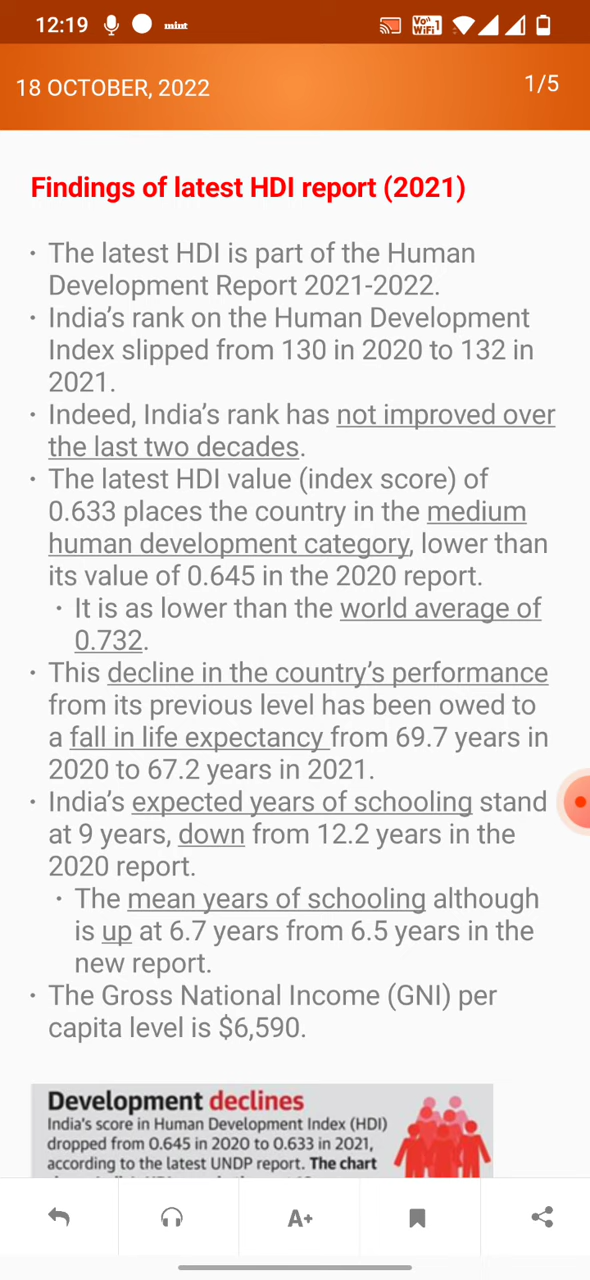 12:19 mint Vo)) WiFi 1
18 OCTOBER, 2022 1/5
Findings of latest HDI report (2021)
· The latest HDI is part of the Human
Development Report 2021-2022.
· India's rank on the Human Development
Index slipped from 130 in 2020 to 132 in
2021.
· Indeed, India's rank has not improved over
the last two decades.
· The latest HDI value (index score) of
0.633 places the country in the medium
human development category, lower than
its value of 0.645 in the 2020 report.
· It is as lower than the world average of
0.732.
· This decline in the country's performance
from its previous level has been owed to
a fall in life expectancy from 69.7 years in
2020 to 67.2 years in 2021.
· India's expected years of schooling stand
at 9 years, down from 12.2 years in the
2020 report.
· The mean years of schooling although
is up at 6.7 years from 6.5 years in the
new report.
· The Gross National Income (GNI) per
capita level is $6,590.
Development declines
India's score in Human Development Index (HDI)
dropped from 0.645 in 2020 to 0.633 in 2021,
according to the latest UNDP report. The chart
A+